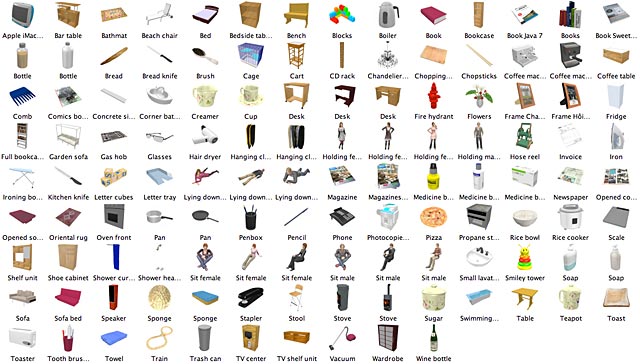 Apple iMac... Bar table Bathmat Beach chair Bed Bedside tab... Bench Blocks Boiler Book Bookcase Book Java 7 Books Book Sweet...
Bottle Bottle Bread Bread knife Brush Cage Cart CD rack Chandelier... Chopping... Chopsticks Coffee mac... Coffee mac... Coffee table
Comb Comics bo... Concrete si... Corner bat... Creamer Cup Desk Desk Desk Fire hydrant Flowers Frame Cha... Frame Hôi... Fridge
Full bookca... Garden sofa Gas hob Glasses Hair dryer Hanging cl... Hanging cl... Holding fe... Holding fe... Holding fe... Holding ma... Hose reel Invoice Iron
Ironing bo... Kitchen knife Letter cubes Letter tray Lying down... Lying down... Lying down... Magazine Magazines... Medicine b... Medicine b... Medicine b... Newspaper Opened co...
Opened so... Oriental rug Oven front Pan Pan Penbox Pencil Phone Photocopie... Pizza Propane st... Rice bowl Rice cooker Scale
Shelf unit Shoe cabinet Shower cur... Shower hea... Sit female Sit female Sit female Sit male Sit male Sit male Small lavat... Smiley tower Soap Soap
Sofa Sofa bed Speaker Sponge Sponge Stapler Stool Stove Stove Sugar Swimming... Table Teapot Toast
Toaster Tooth brus... Towel Train Trash can TV center TV shelf unit Vacuum Wardrobe Wine bottle